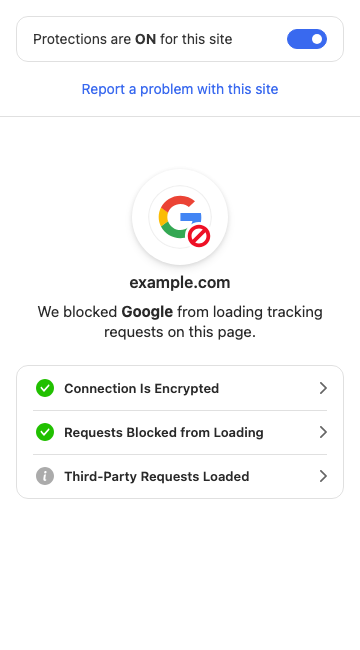 Protections are ON for this site
Report a problem with this site
example.com
We blocked Google from loading tracking
requests on this page.
Connection Is Encrypted
Requests Blocked from Loading
Third-Party Requests Loaded